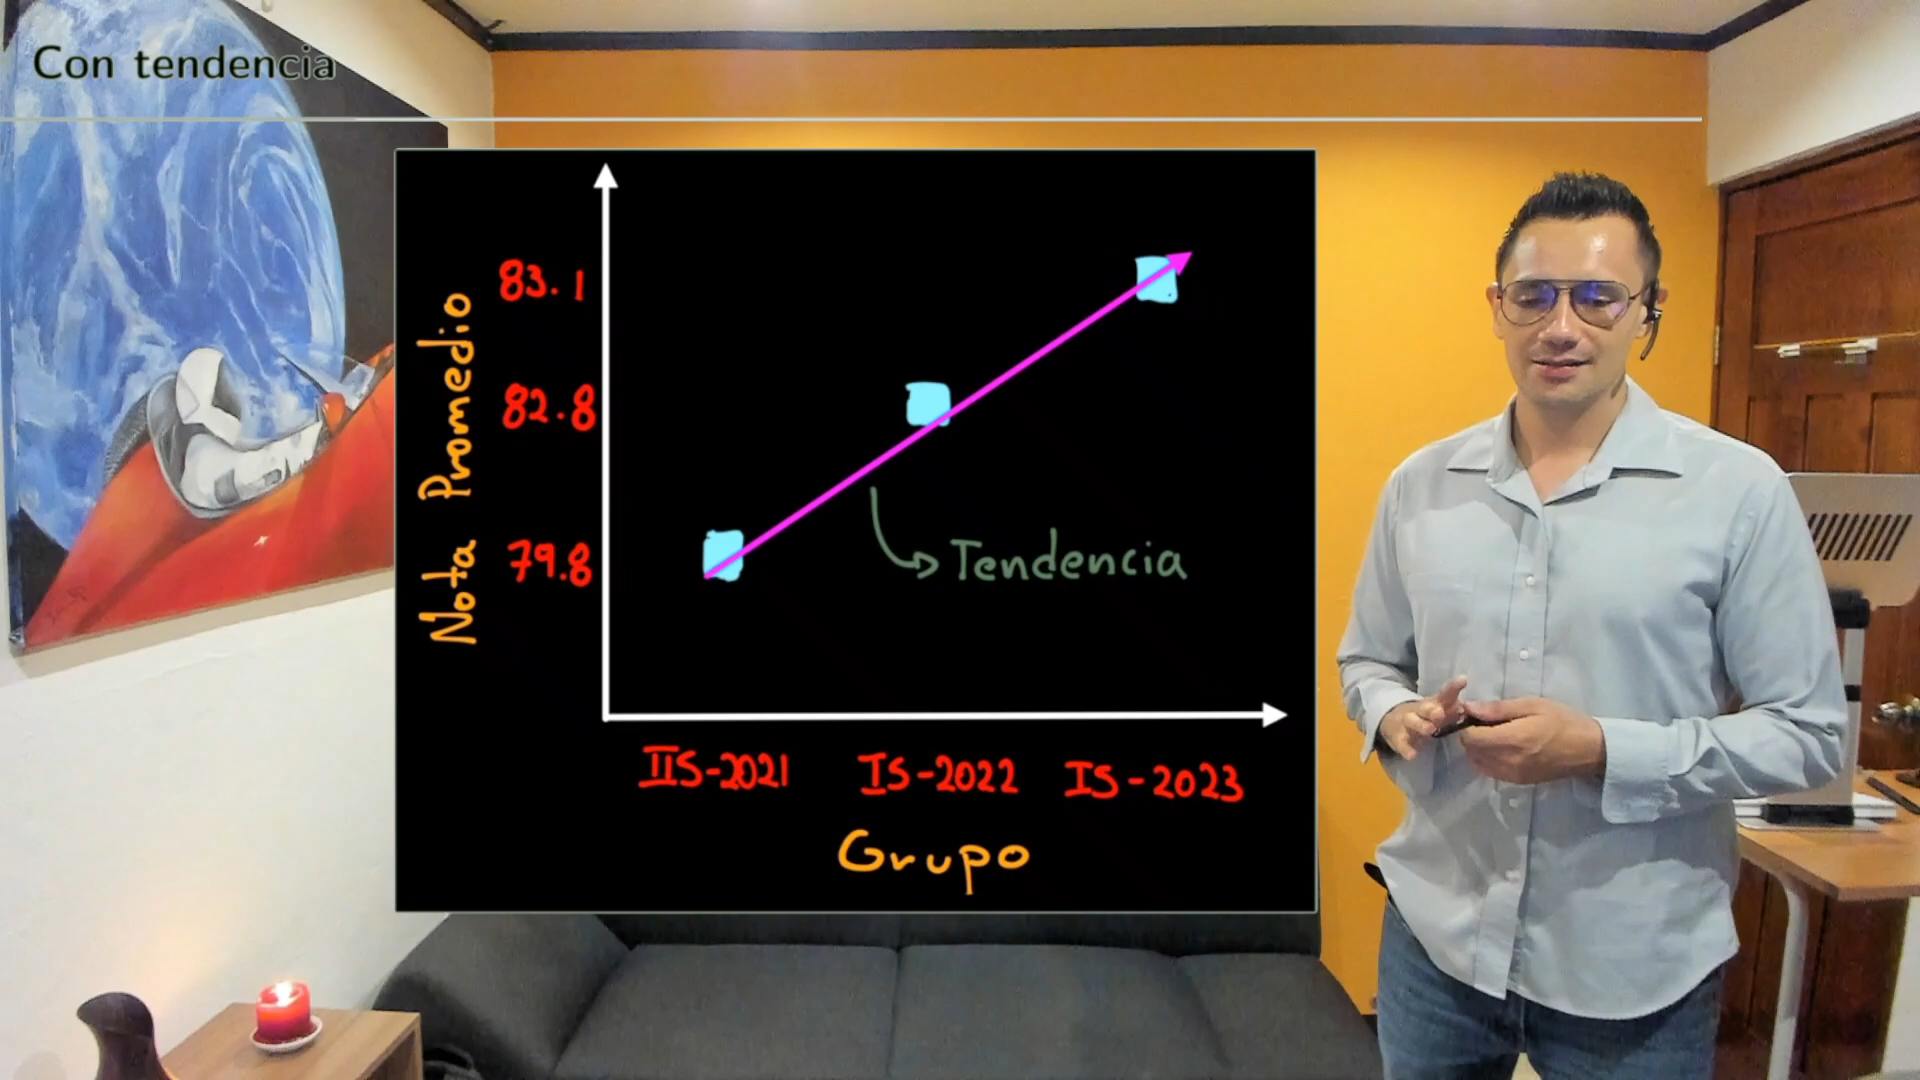 Con tendencia
Nota Promedio
83.1
82.8
79.8
Tendencia
IIS-2021
IS-2022
IS-2023
Grupo